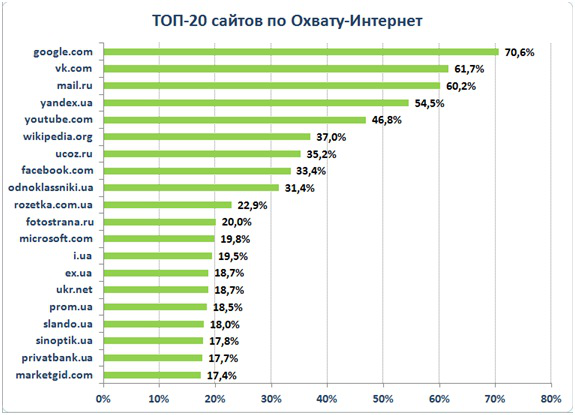 ТОП-20 сайтов по Охвату-Интернет
google.com 70,6%
vk.com 61,7%
mail.ru 60,2%
yandex.ua 54,5%
youtube.com 46,8%
wikipedia.org 37,0%
ucoz.ru 35,2%
facebook.com 33,4%
odnoklassniki.ua 31,4%
rozetka.com.ua 22,9%
fotostrana.ru 20,0%
microsoft.com 19,8%
i.ua 19,5%
ex.ua 18,7%
ukr.net 18,7%
prom.ua 18,5%
slando.ua 18,0%
sinoptik.ua 17,8%
privatbank.ua 17,7%
marketgid.com 17,4%
0% 10% 20% 30% 40% 50% 60% 70% 80%